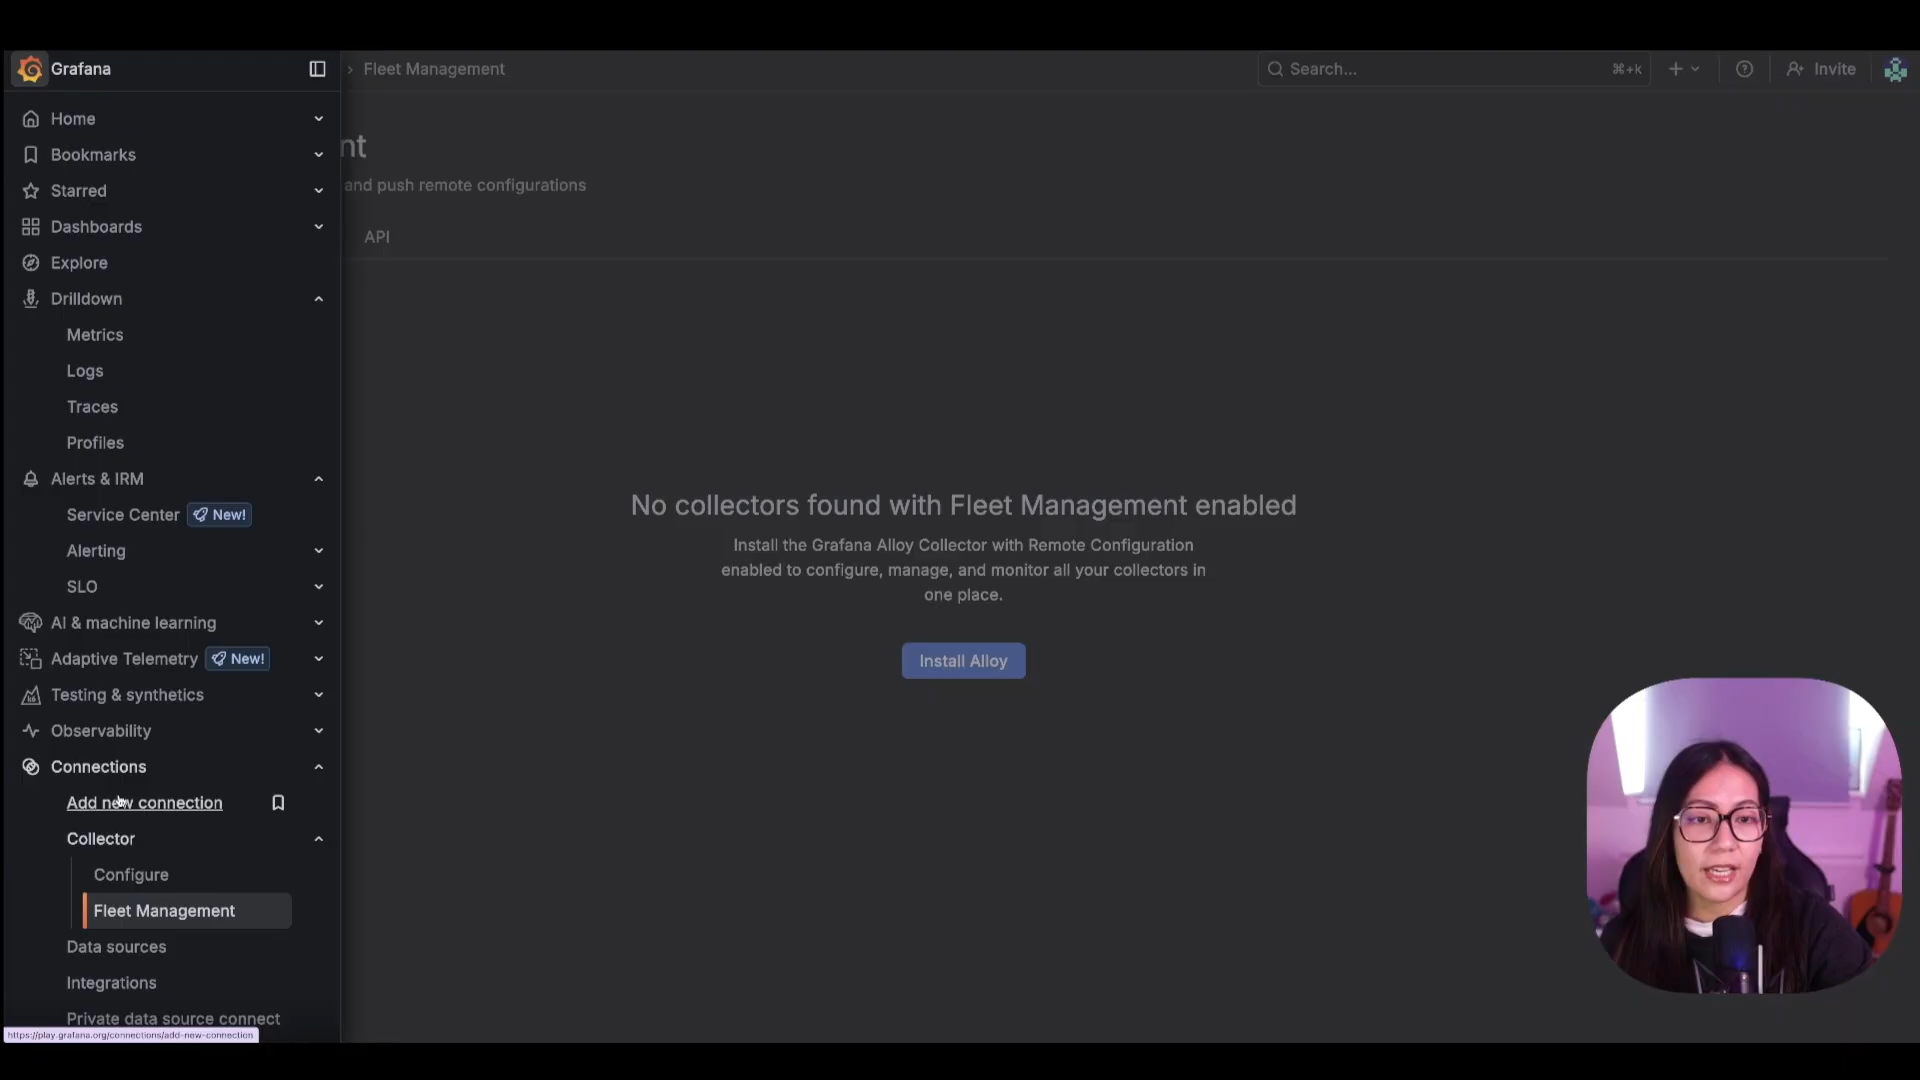 Grafana
› Fleet Management
Search...
⌘+k
Invite
Home
Bookmarks
Starred
Dashboards
Explore
Drilldown
Metrics
Logs
Traces
Profiles
Alerts & IRM
Service Center New!
Alerting
SLO
AI & machine learning
Adaptive Telemetry New!
Testing & synthetics
Observability
Connections
Add new connection
Collector
Configure
Fleet Management
Data sources
Integrations
Private data source connect
https://play.grafana.org/connections/add-new-connection
nt
and push remote configurations
API
No collectors found with Fleet Management enabled
Install the Grafana Alloy Collector with Remote Configuration
enabled to configure, manage, and monitor all your collectors in
one place.
Install Alloy